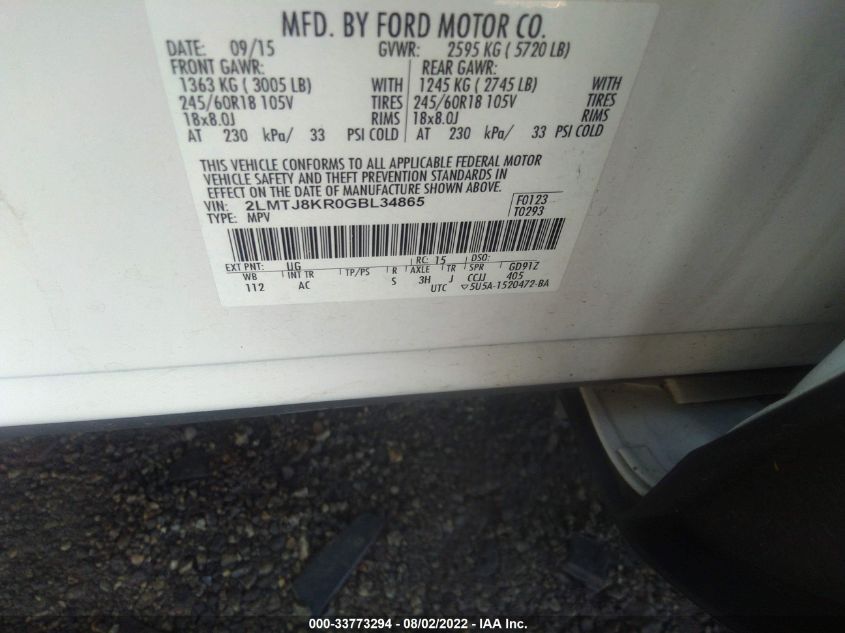 MFD. BY FORD MOTOR CO.
DATE: 09/15 GVWR: 2595 KG ( 5720 LB)
FRONT GAWR: REAR GAWR:
1363 KG ( 3005 LB) WITH 1245 KG ( 2745 LB) WITH
245/60R18 105V TIRES 245/60R18 105V TIRES
18x8.0J RIMS 18x8.0J RIMS
AT 230 kPa/ 33 PSI COLD AT 230 kPa/ 33 PSI COLD
THIS VEHICLE CONFORMS TO ALL APPLICABLE FEDERAL MOTOR
VEHICLE SAFETY AND THEFT PREVENTION STANDARDS IN
EFFECT ON THE DATE OF MANUFACTURE SHOWN ABOVE.
VIN: 2LMTJ8KR0GBL34865 F0123
TYPE: MPV T0293
EXT PNT: UG RC: 15 DSO:
WB INT TR TP/PS R AXLE TR SPR GD91Z
112 AC S 3H J CCJJ 405
UTC ▽5U5A-1520472-BA
000-33773294 - 08/02/2022 - IAA Inc.